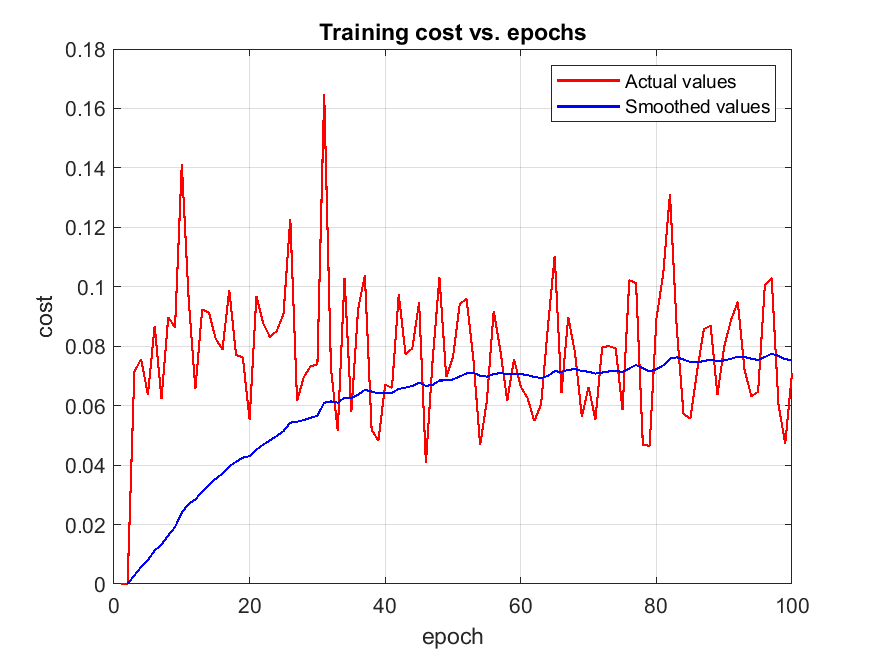 Training cost vs. epochs
0.18
0.16
0.14
0.12
0.1
0.08
0.06
0.04
0.02
0
cost
Actual values
Smoothed values
0 20 40 60 80 100
epoch